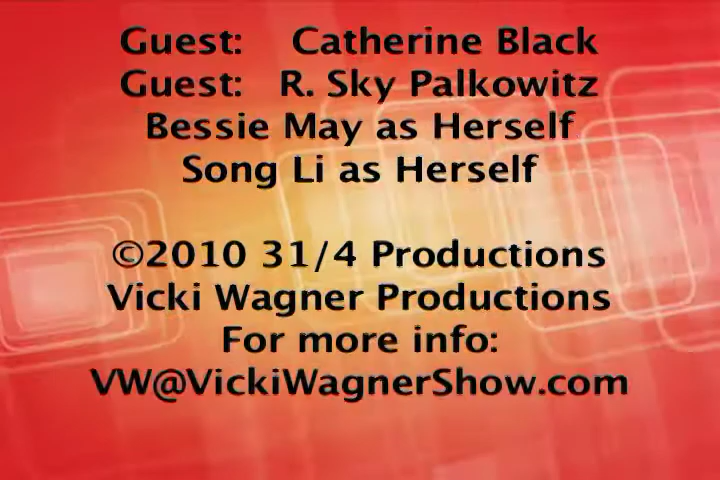 Guest: Catherine Black
Guest: R. Sky Palkowitz
Bessie May as Herself
Song Li as Herself
©2010 31/4 Productions
Vicki Wagner Productions
For more info:
VW@VickiWagnerShow.com